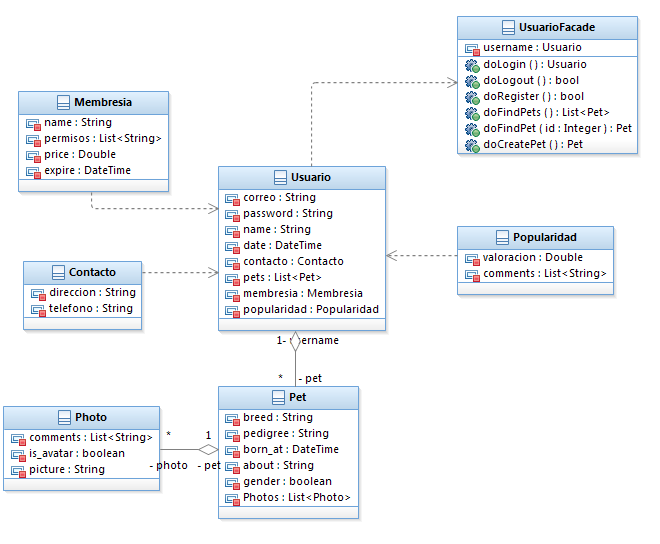 UsuarioFacade
username : Usuario
doLogin ( ) : Usuario
doLogout ( ) : bool
doRegister ( ) : bool
doFindPets ( ) : List<Pet>
doFindPet ( id : Integer ) : Pet
doCreatePet ( ) : Pet
Membresia
name : String
permisos : List<String>
price : Double
expire : DateTime
Usuario
correo : String
password : String
name : String
date : DateTime
contacto : Contacto
pets : List<Pet>
membresia : Membresia
popularidad : Popularidad
Popularidad
valoracion : Double
comments : List<String>
Contacto
direccion : String
telefono : String
1
*
- pet
Pet
breed : String
pedigree : String
born_at : DateTime
about : String
gender : boolean
Photos : List<Photo>
Photo
comments : List<String>
is_avatar : boolean
picture : String
*
1
- photo
- pet